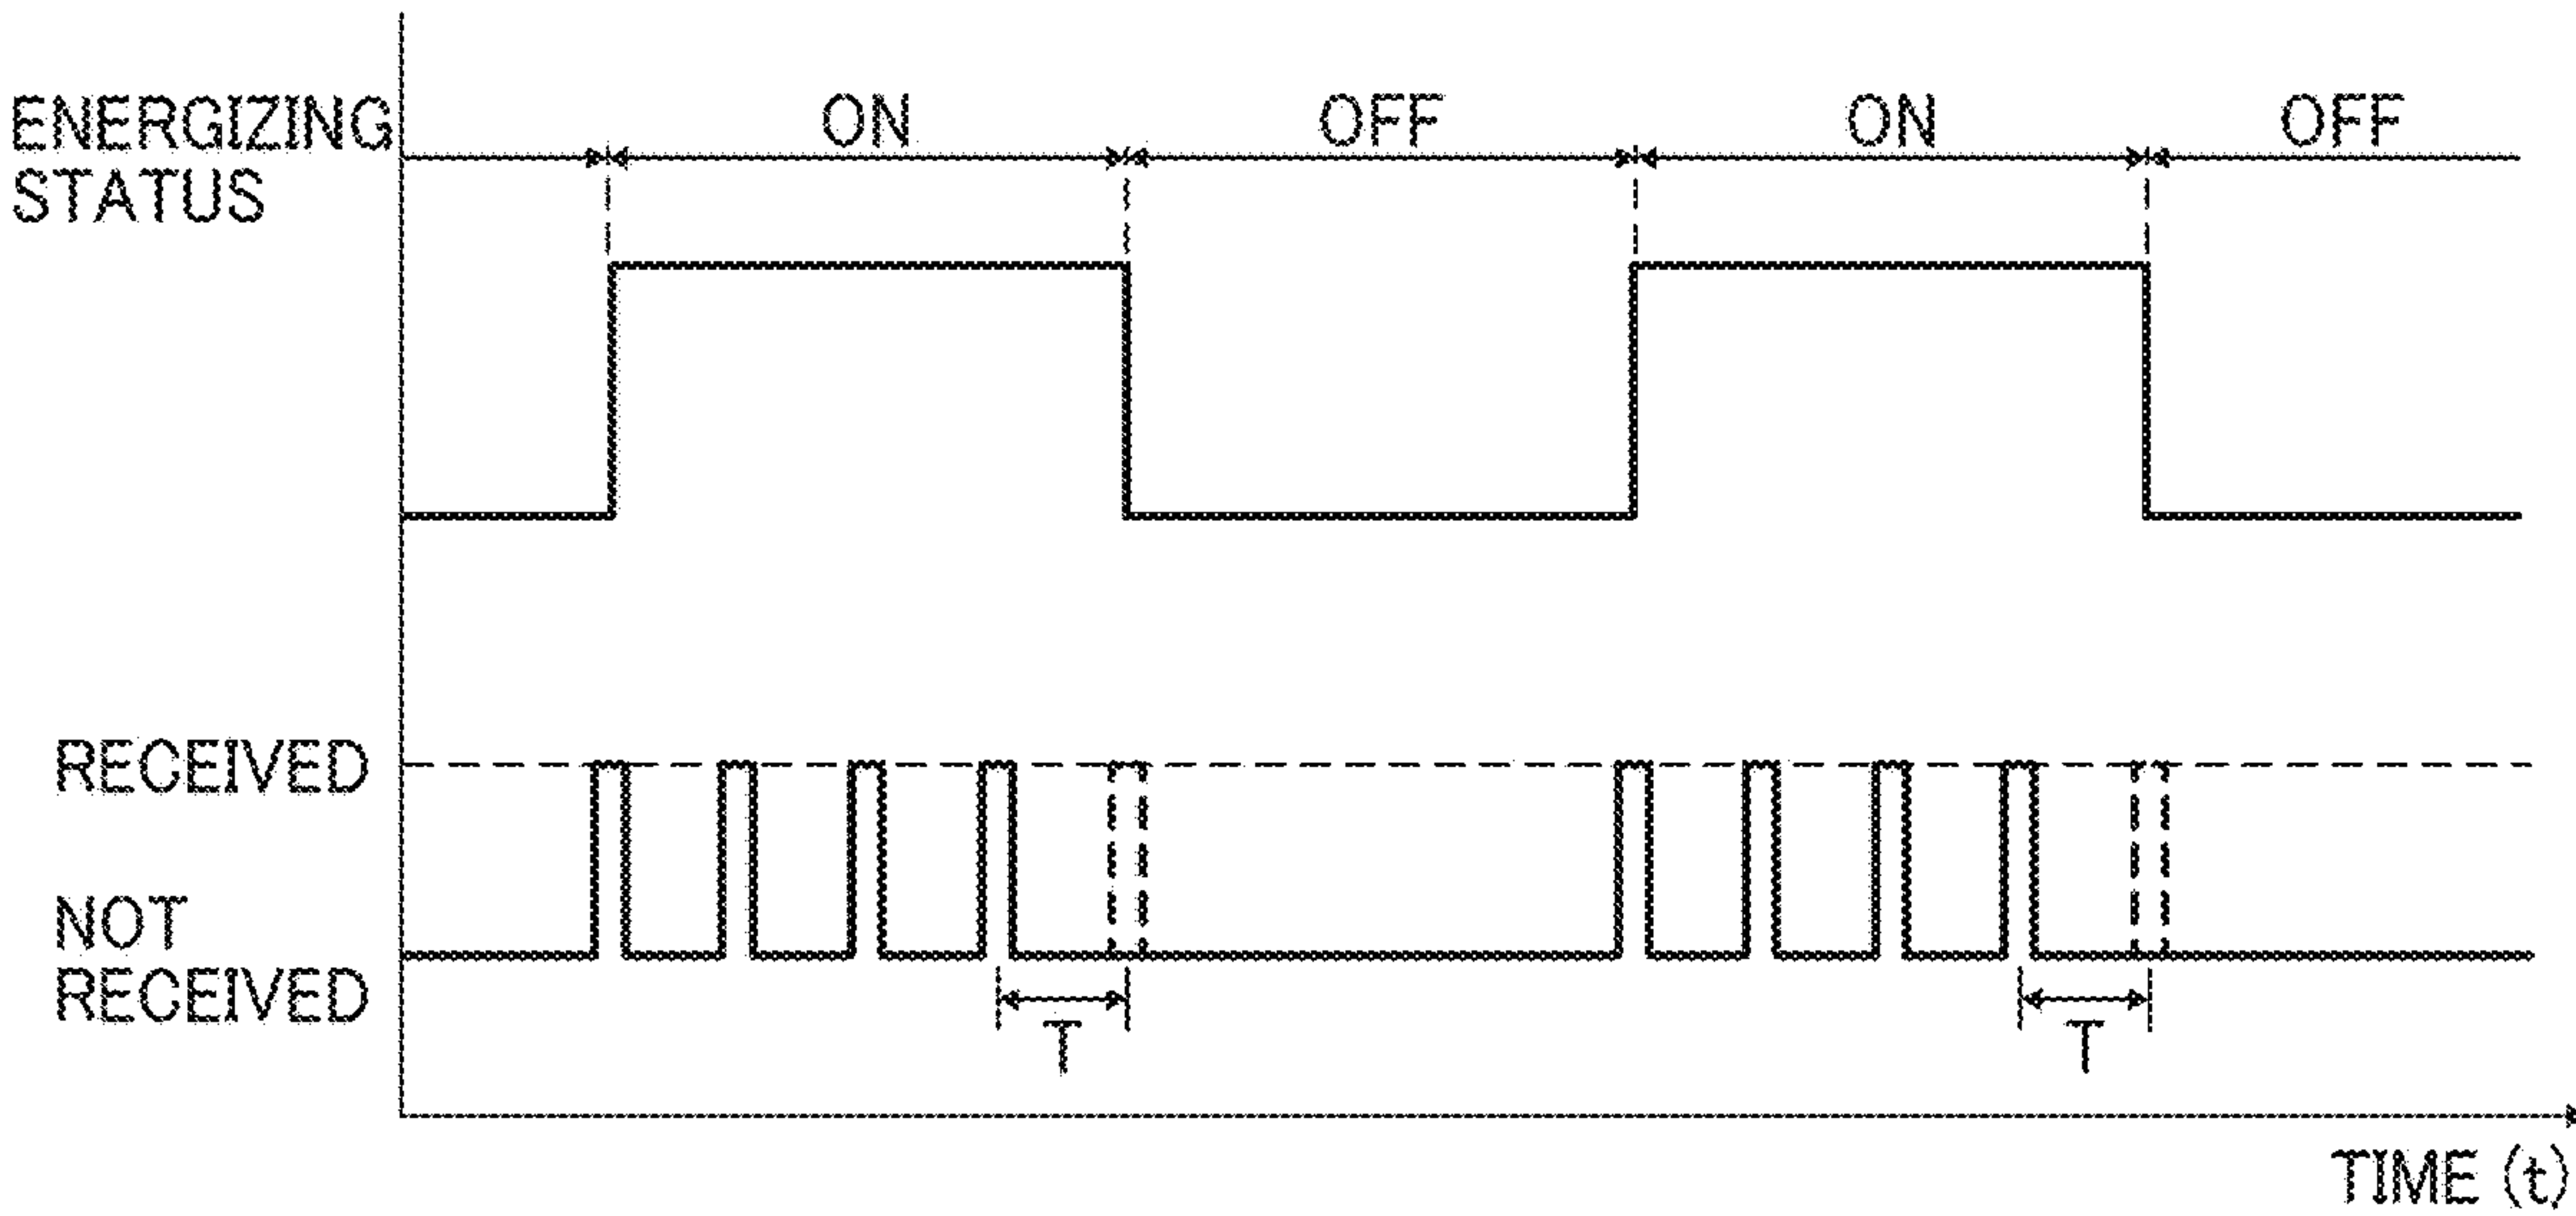 ENERGIZING
STATUS
ON
OFF
ON
OFF
RECEIVED
NOT
RECEIVED
T
T
TIME (t)